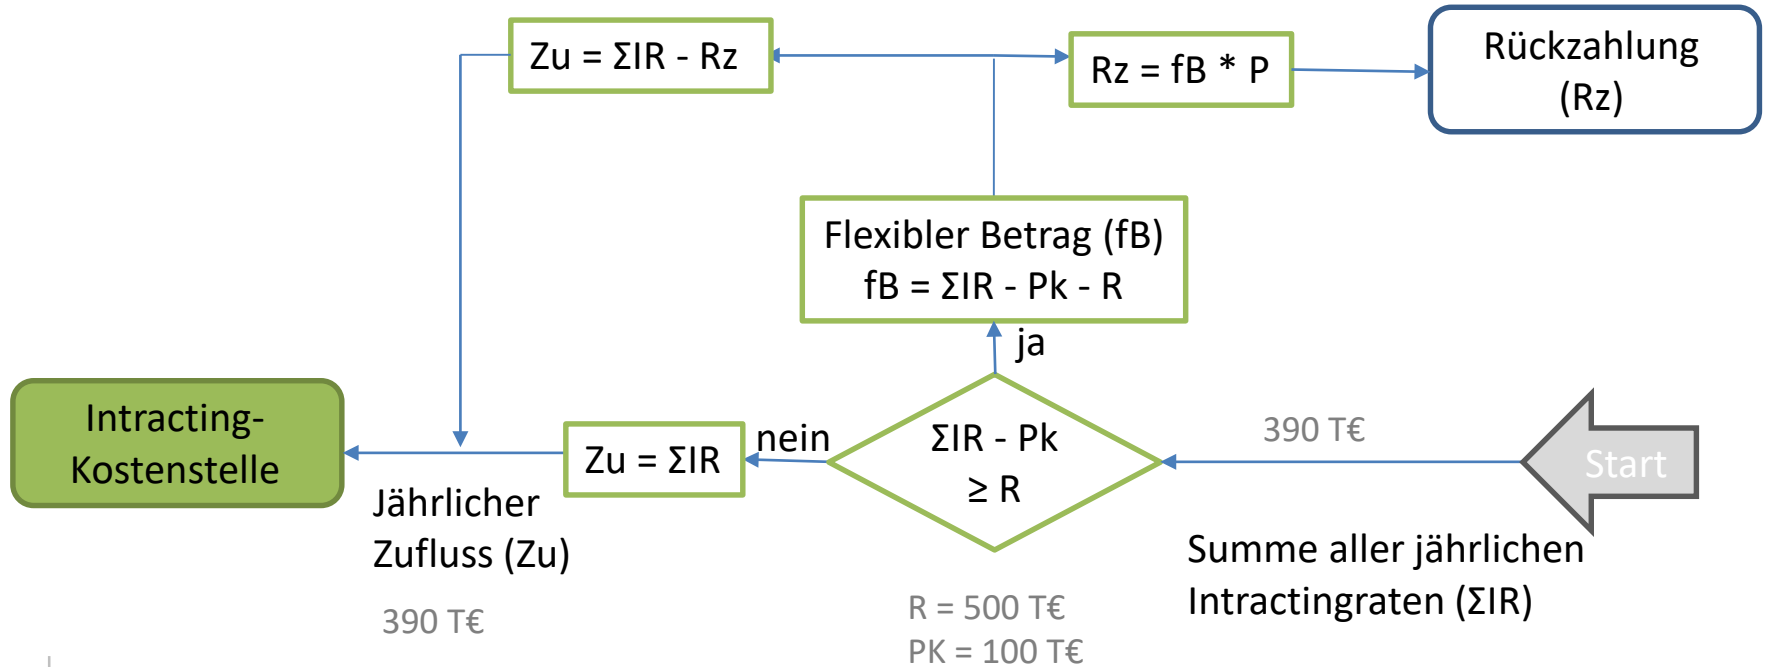 Zu = ΣIR - Rz
Rz = fB * P
Rückzahlung
(Rz)
Flexibler Betrag (fB)
fB = ΣIR - Pk - R
ja
Intracting-
Kostenstelle
Zu = ΣIR
nein
ΣIR - Pk
≥ R
390 T€
Start
Jährlicher
Zufluss (Zu)
390 T€
Summe aller jährlichen
Intractingraten (ΣIR)
R = 500 T€
PK = 100 T€